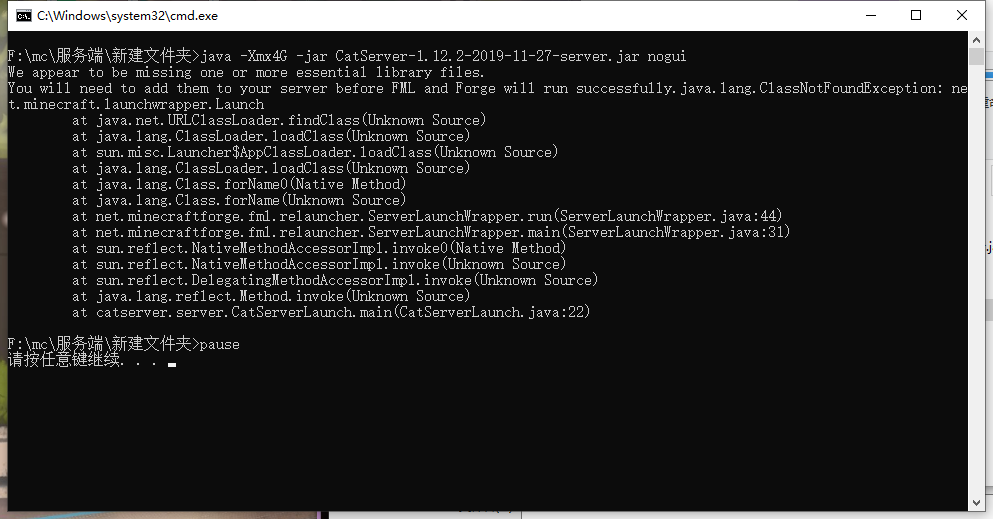 C:\Windows\system32\cmd.exe
F:\mc\服务端\新建文件夹>java -Xmx4G -jar CatServer-1.12.2-2019-11-27-server.jar nogui
We appear to be missing one or more essential library files.
You will need to add them to your server before FML and Forge will run successfully.java.lang.ClassNotFoundException: ne
t.minecraft.launchwrapper.Launch
at java.net.URLClassLoader.findClass(Unknown Source)
at java.lang.ClassLoader.loadClass(Unknown Source)
at sun.misc.Launcher$AppClassLoader.loadClass(Unknown Source)
at java.lang.ClassLoader.loadClass(Unknown Source)
at java.lang.Class.forName0(Native Method)
at java.lang.Class.forName(Unknown Source)
at net.minecraftforge.fml.relauncher.ServerLaunchWrapper.run(ServerLaunchWrapper.java:44)
at net.minecraftforge.fml.relauncher.ServerLaunchWrapper.main(ServerLaunchWrapper.java:31)
at sun.reflect.NativeMethodAccessorImpl.invoke0(Native Method)
at sun.reflect.NativeMethodAccessorImpl.invoke(Unknown Source)
at sun.reflect.DelegatingMethodAccessorImpl.invoke(Unknown Source)
at java.lang.reflect.Method.invoke(Unknown Source)
at catserver.server.CatServerLaunch.main(CatServerLaunch.java:22)
F:\mc\服务端\新建文件夹>pause
请按任意键继续. . .